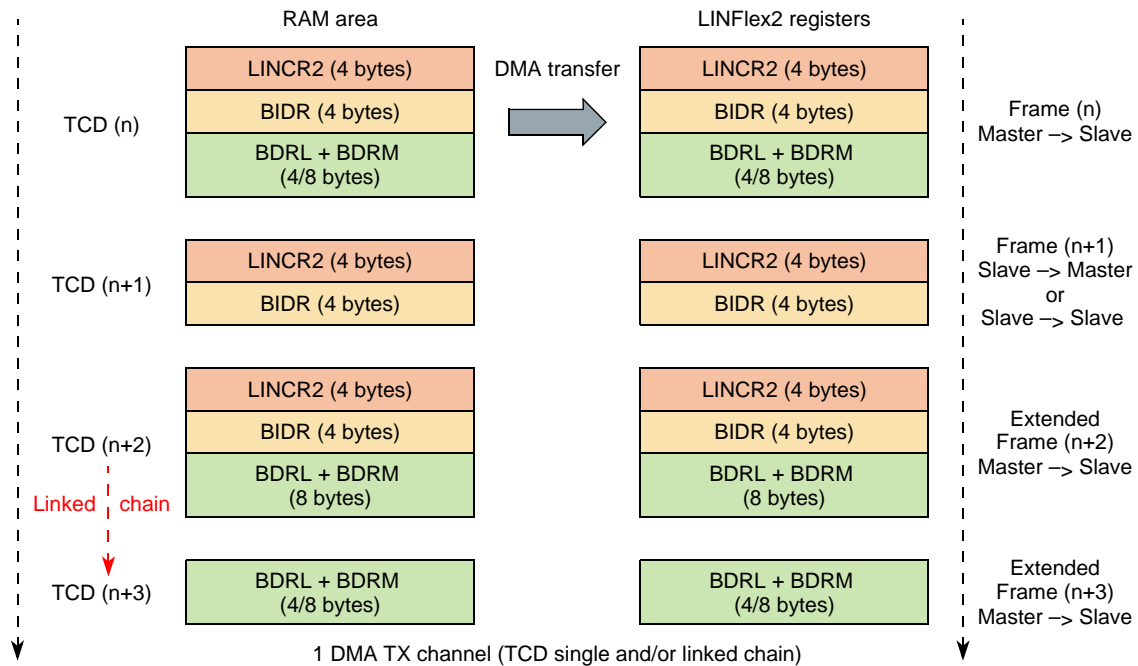 RAM area
LINFlex2 registers
TCD (n)
LINCR2 (4 bytes)
BIDR (4 bytes)
BDRL + BDRM
(4/8 bytes)
DMA transfer
LINCR2 (4 bytes)
BIDR (4 bytes)
BDRL + BDRM
(4/8 bytes)
Frame (n)
Master –> Slave
TCD (n+1)
LINCR2 (4 bytes)
BIDR (4 bytes)
LINCR2 (4 bytes)
BIDR (4 bytes)
Frame (n+1)
Slave –> Master
or
Slave –> Slave
TCD (n+2)
LINCR2 (4 bytes)
BIDR (4 bytes)
BDRL + BDRM
(8 bytes)
LINCR2 (4 bytes)
BIDR (4 bytes)
BDRL + BDRM
(8 bytes)
Extended
Frame (n+2)
Master –> Slave
Linked chain
TCD (n+3)
BDRL + BDRM
(4/8 bytes)
BDRL + BDRM
(4/8 bytes)
Extended
Frame (n+3)
Master –> Slave
1 DMA TX channel (TCD single and/or linked chain)